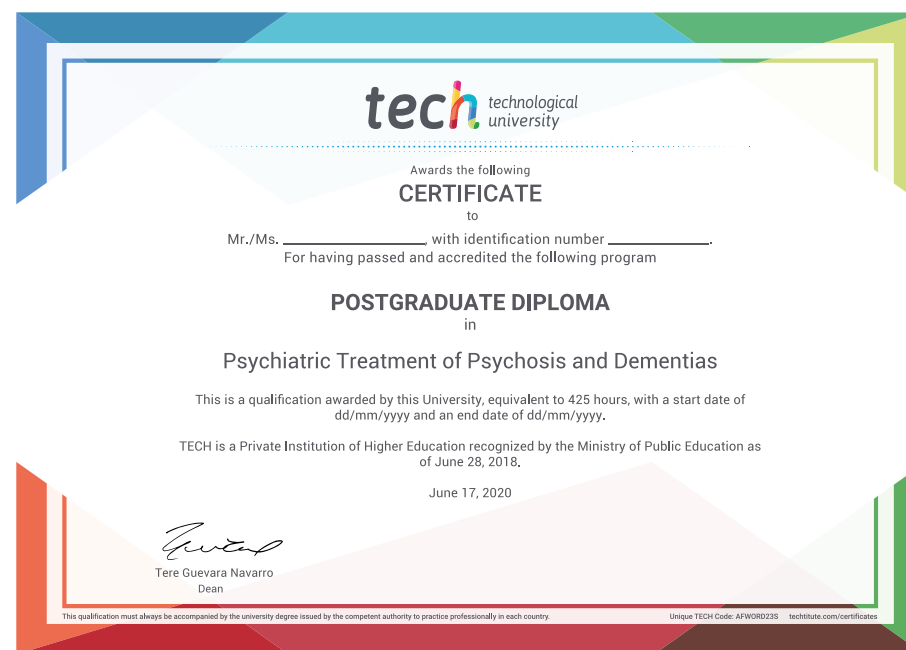 tech technological
university
Awards the following
CERTIFICATE
to
Mr./Ms. ____________, with identification number ____________.
For having passed and accredited the following program
POSTGRADUATE DIPLOMA
in
Psychiatric Treatment of Psychosis and Dementias
This is a qualification awarded by this University, equivalent to 425 hours, with a start date of
dd/mm/yyyy and an end date of dd/mm/yyyy.
TECH is a Private Institution of Higher Education recognized by the Ministry of Public Education as
of June 28, 2018.
June 17, 2020
Tere Guevara Navarro
Dean
This qualification must always be accompanied by the university degree issued by the competent authority to practice professionally in each country.
Unique TECH Code: AFWORD23S techtitute.com/certificates